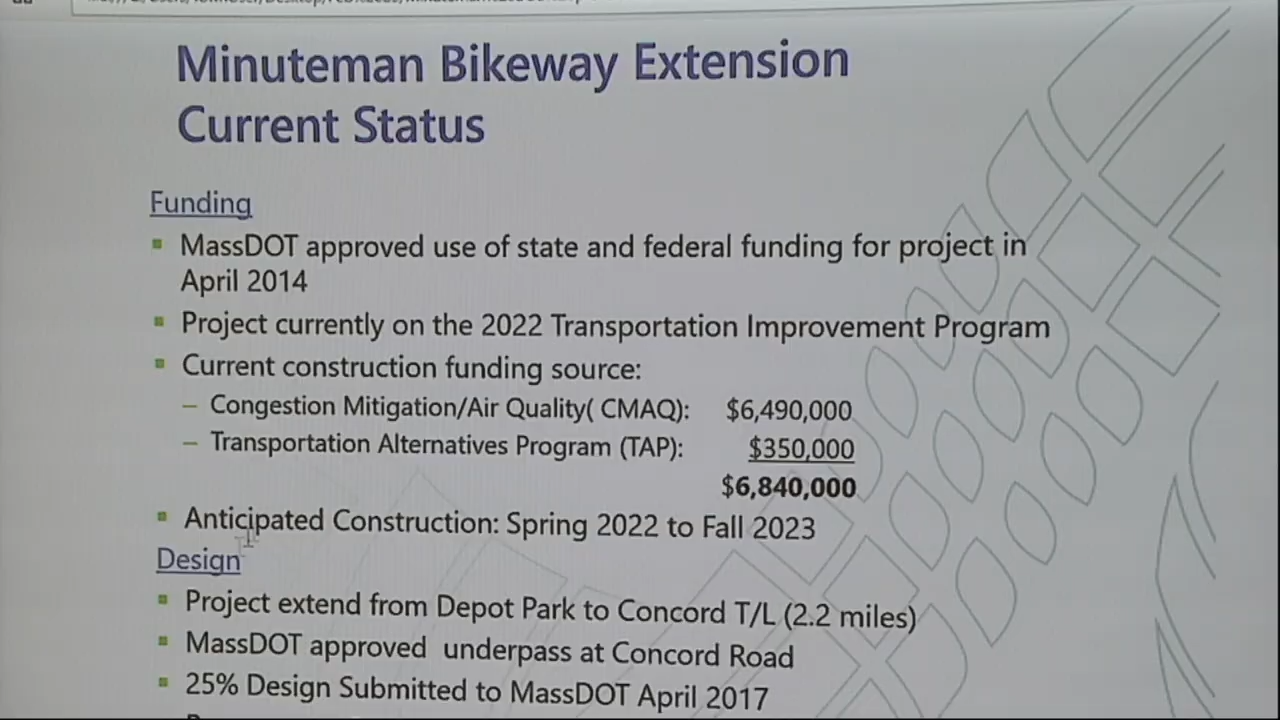 Minuteman Bikeway Extension
Current Status
Funding
MassDOT approved use of state and federal funding for project in
April 2014
Project currently on the 2022 Transportation Improvement Program
Current construction funding source:
– Congestion Mitigation/Air Quality( CMAQ): $6,490,000
– Transportation Alternatives Program (TAP): $350,000
$6,840,000
Anticipated Construction: Spring 2022 to Fall 2023
Design
Project extend from Depot Park to Concord T/L (2.2 miles)
MassDOT approved underpass at Concord Road
25% Design Submitted to MassDOT April 2017